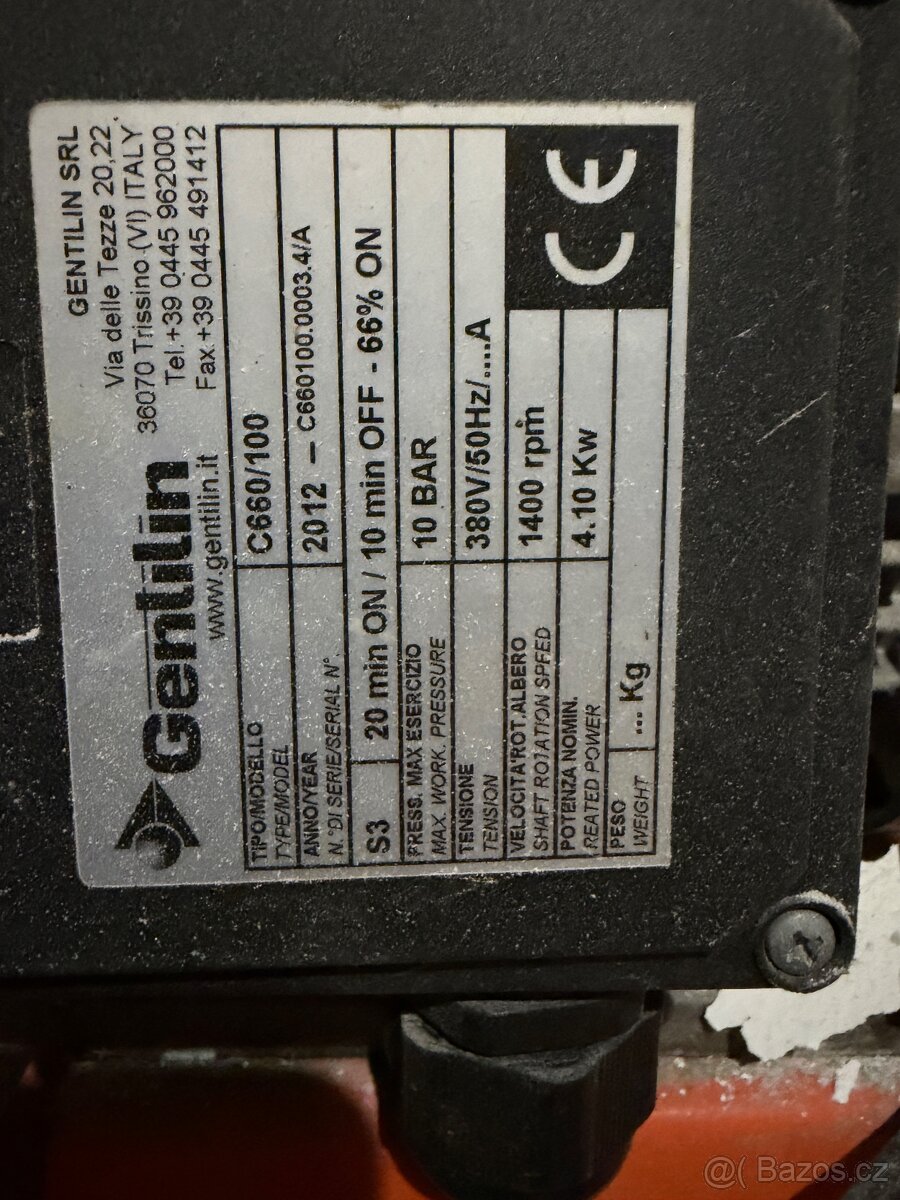 Gentilin
www.gentilin.it
GENTILIN SRL
Via delle Tezze 20,22
36070 Trissino (VI) ITALY
Tel.+39 0445 962000
Fax.+39 0445 491412
TIPO/MODELLO
TYPE/MODEL
C660/100
ANNO/YEAR
N.°DI SERIE/SERIAL N°.
2012 – C660100.0003.4/A
S3
20 min ON / 10 min OFF - 66% ON
PRESS. MAX ESERCIZIO
MAX. WORK. PRESSURE
10 BAR
TENSIONE
TENSION
380V/50Hz/....A
VELOCITA'ROT.ALBERO
SHAFT ROTATION SPEED
1400 rpm
POTENZA NOMIN.
REATED POWER
4.10 Kw
PESO
WEIGHT
... Kg
CE
@( Bazos.cz